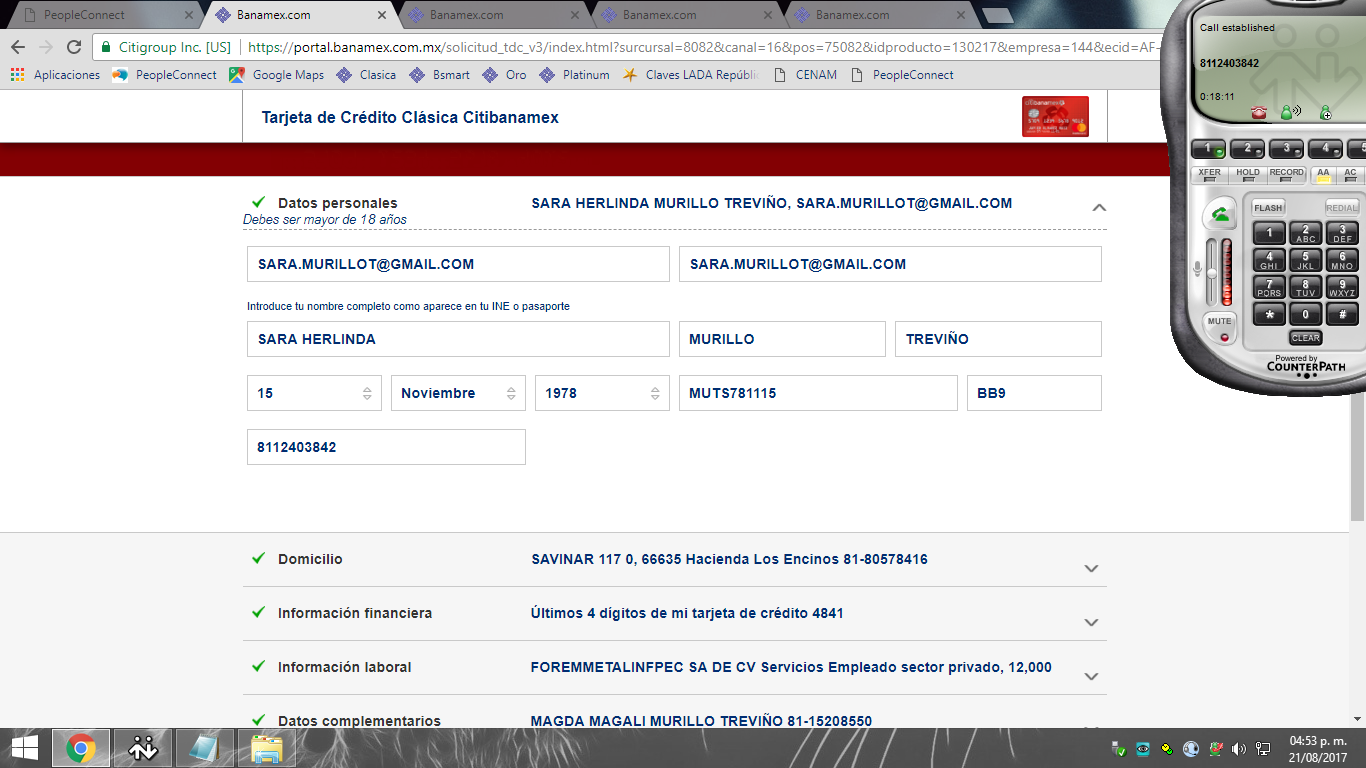 PeopleConnect
Banamex.com
Banamex.com
Banamex.com
Banamex.com
Citigroup Inc. [US]
https://portal.banamex.com.mx/solicitud_tdc_v3/index.html?surcursal=8082&canal=16&pos=75082&idproducto=130217&empresa=144&ecid=AF-
Aplicaciones PeopleConnect Google Maps Clasica Bsmart Oro Platinum Claves LADA Repúblic CENAM PeopleConnect
Call established
8112403842
0:18:11
1 2 3 4 5
XFER HOLD RECORD AA AC
FLASH REDIAL
1 2 ABC 3 DEF
4 GHI 5 JKL 6 MNO
7 PQRS 8 TUV 9 WXYZ
* 0 #
MUTE
CLEAR
Powered by
COUNTERPATH
Tarjeta de Crédito Clásica Citibanamex
citibanamex
Datos personales SARA HERLINDA MURILLO TREVIÑO, SARA.MURILLOT@GMAIL.COM
Debes ser mayor de 18 años
SARA.MURILLOT@GMAIL.COM SARA.MURILLOT@GMAIL.COM
Introduce tu nombre completo como aparece en tu INE o pasaporte
SARA HERLINDA MURILLO TREVIÑO
15 Noviembre 1978 MUTS781115 BB9
8112403842
Domicilio SAVINAR 117 0, 66635 Hacienda Los Encinos 81-80578416
Información financiera Últimos 4 dígitos de mi tarjeta de crédito 4841
Información laboral FOREMMETALINFPEC SA DE CV Servicios Empleado sector privado, 12,000
Datos complementarios MAGDA MAGALI MURILLO TREVIÑO 81-15208550
04:53 p. m.
21/08/2017